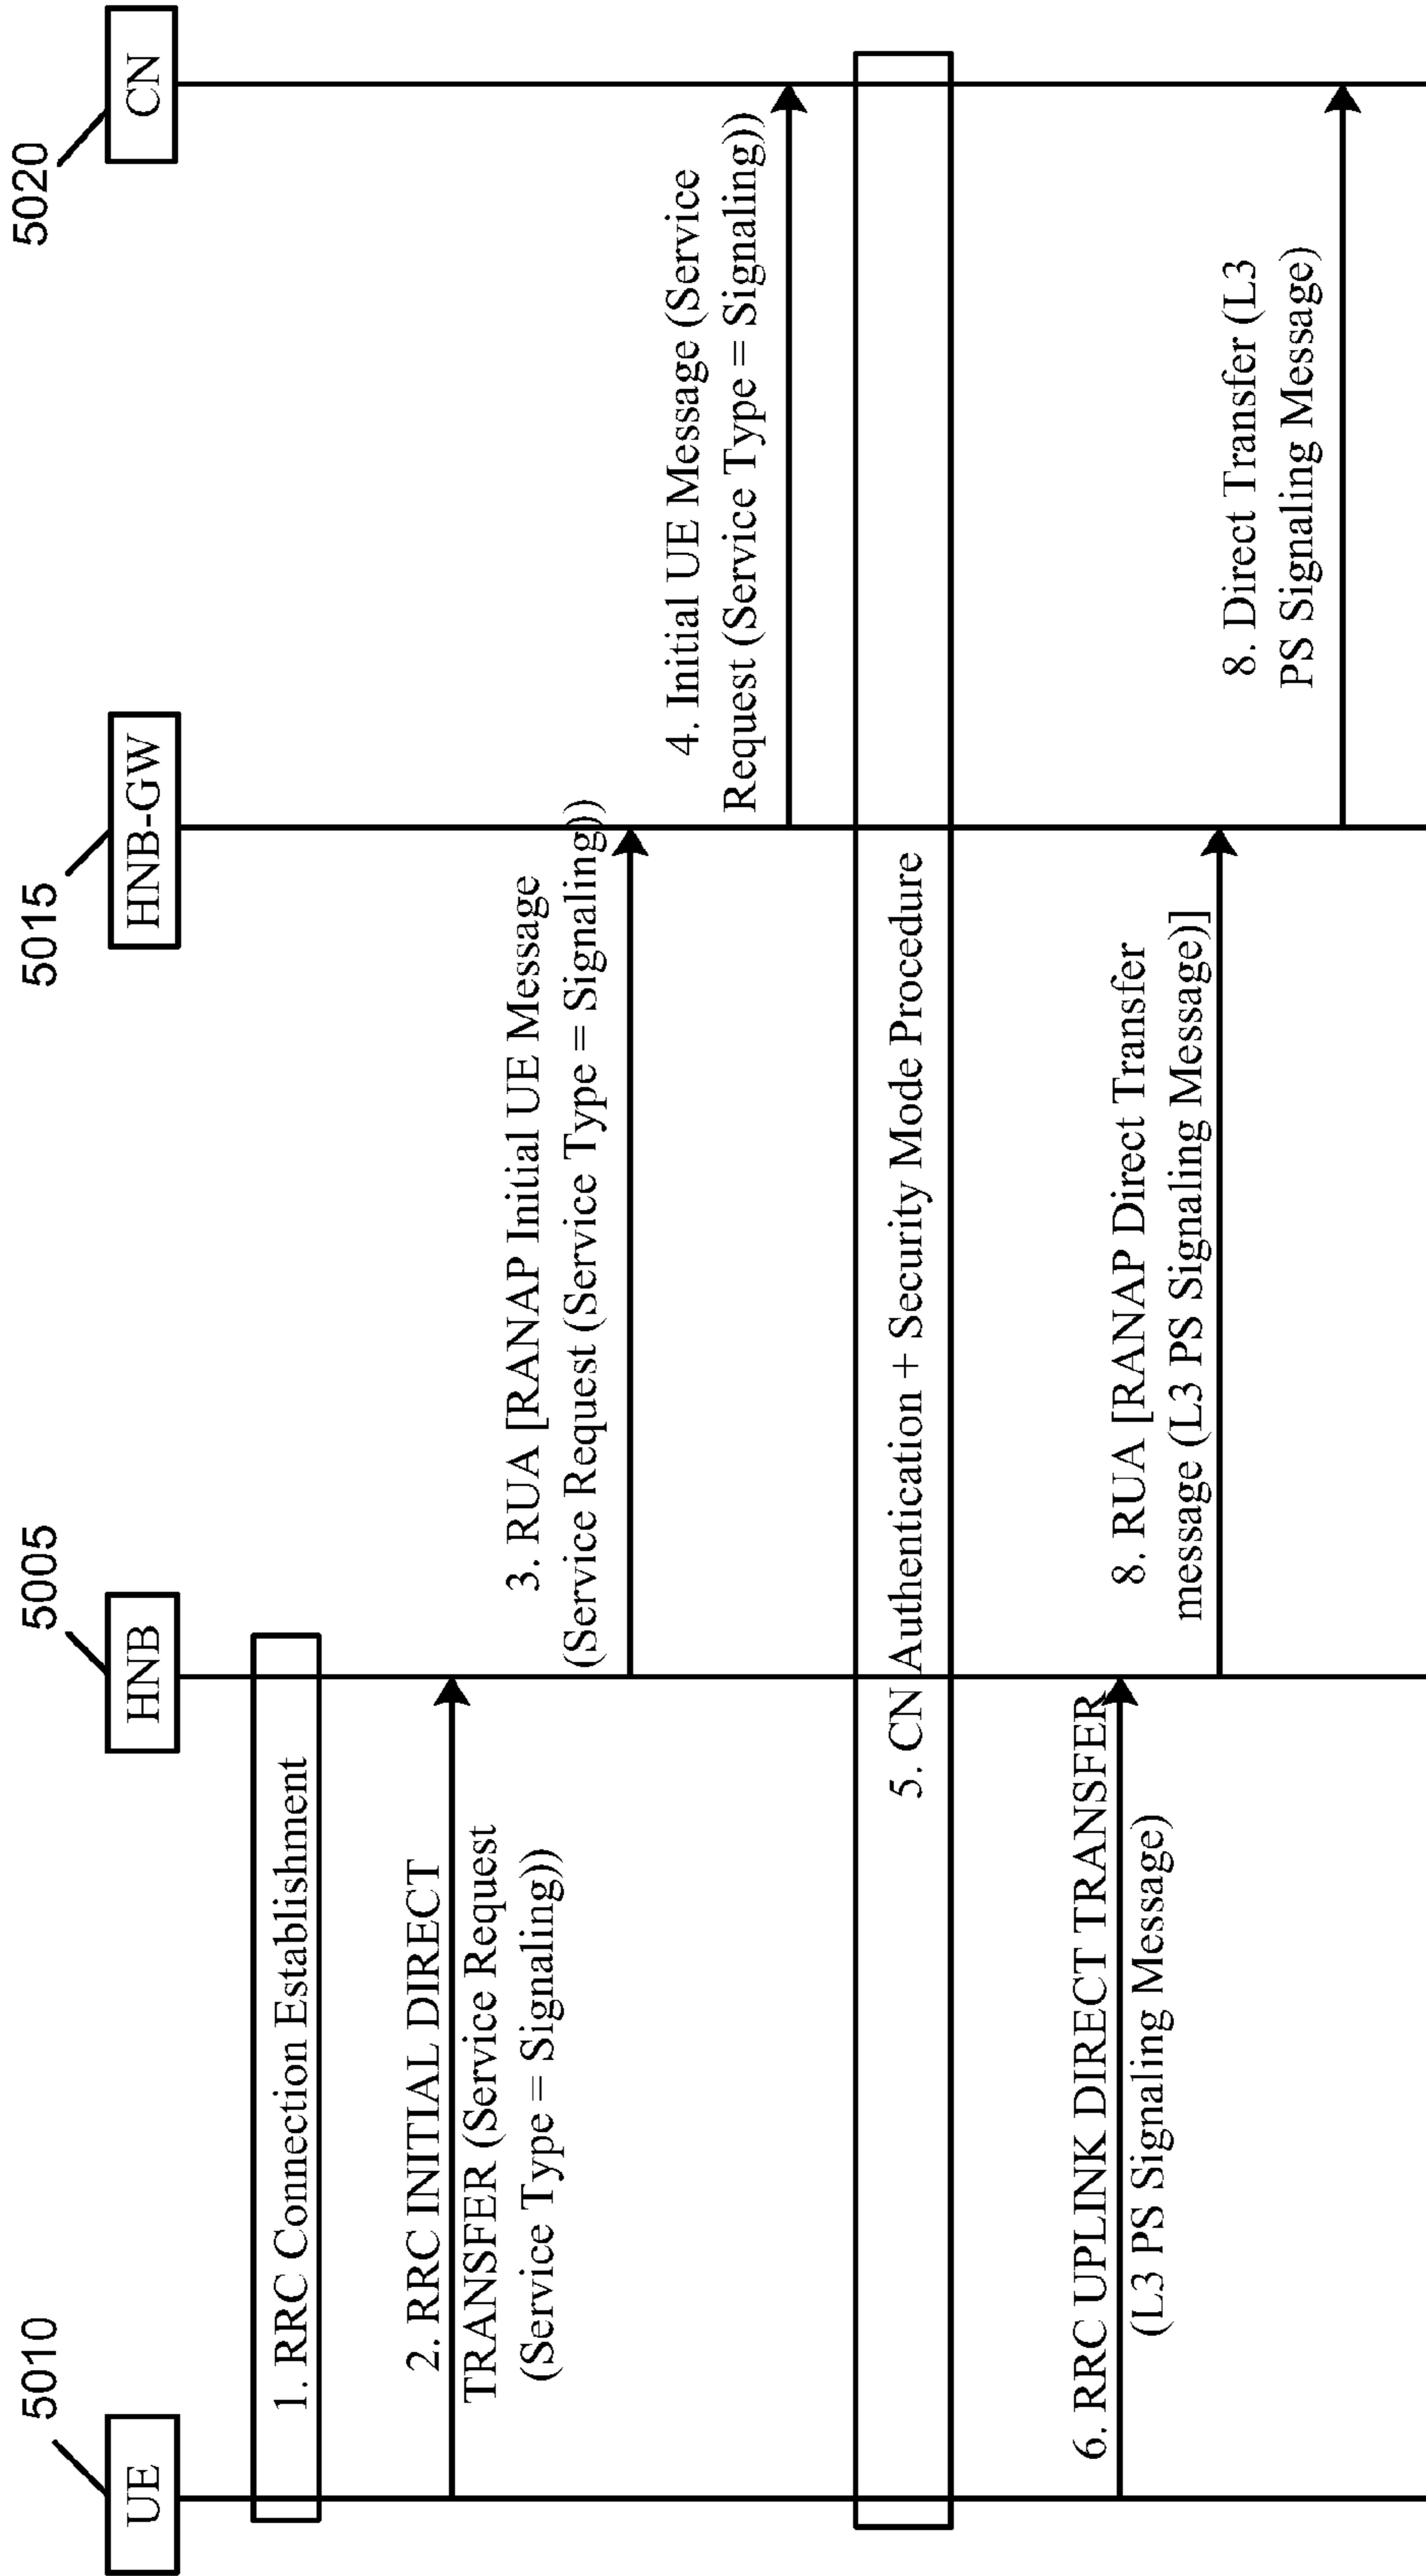 5010
5005
5015
5020
UE
HNB
HNB-GW
CN
1. RRC Connection Establishment
2. RRC INITIAL DIRECT
TRANSFER (Service Request
(Service Type = Signaling))
3. RUA [RANAP Initial UE Message
(Service Request (Service Type = Signaling))
4. Initial UE Message (Service
Request (Service Type = Signaling))
5. CN Authentication + Security Mode Procedure
6. RRC UPLINK DIRECT TRANSFER
(L3 PS Signaling Message)
8. RUA [RANAP Direct Transfer
message (L3 PS Signaling Message)]
8. Direct Transfer (L3
PS Signaling Message)